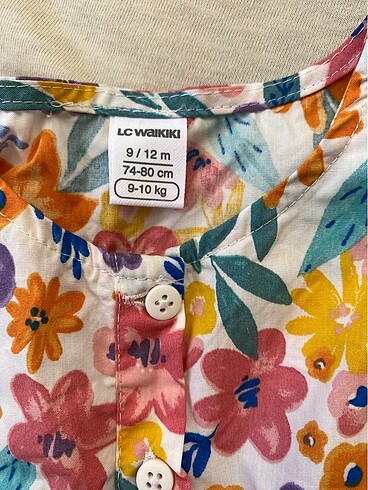 LC WAIKIKI
9 / 12 m
74-80 cm
9-10 kg